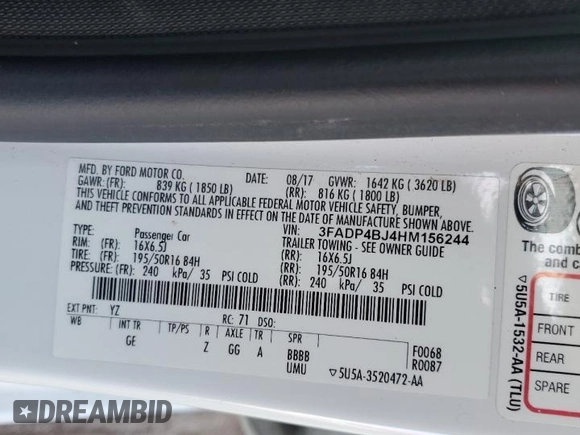 MFD. BY FORD MOTOR CO.
DATE: 08/17 GVWR: 1642 KG ( 3620 LB)
GAWR: (FR): 839 KG ( 1850 LB) (RR): 816 KG ( 1800 LB)
THIS VEHICLE CONFORMS TO ALL APPLICABLE FEDERAL MOTOR VEHICLE SAFETY, BUMPER,
AND THEFT PREVENTION STANDARDS IN EFFECT ON THE DATE OF MANUFACTURE SHOWN ABOVE.
VIN: 3FADP4BJ4HM156244
TYPE: Passenger Car TRAILER TOWING - SEE OWNER GUIDE
RIM: (FR): 16X6.5J (RR): 16X6.5J
TIRE: (FR): 195/50R16 84H (RR): 195/50R16 84H
PRESSURE: (FR): 240 kPa/ 35 PSI COLD (RR): 240 kPa/ 35 PSI COLD
EXT PNT: YZ RC: 71 DSO:
WB INT TR TP/PS R AXLE TR SPR F0068
GE Z GG A BBBB R0087
UMU ▽5U5A-3520472-AA
The comb
TIRE
FRONT
REAR
SPARE
▽5U5A-1532-AA (TLU)
DREAMBID